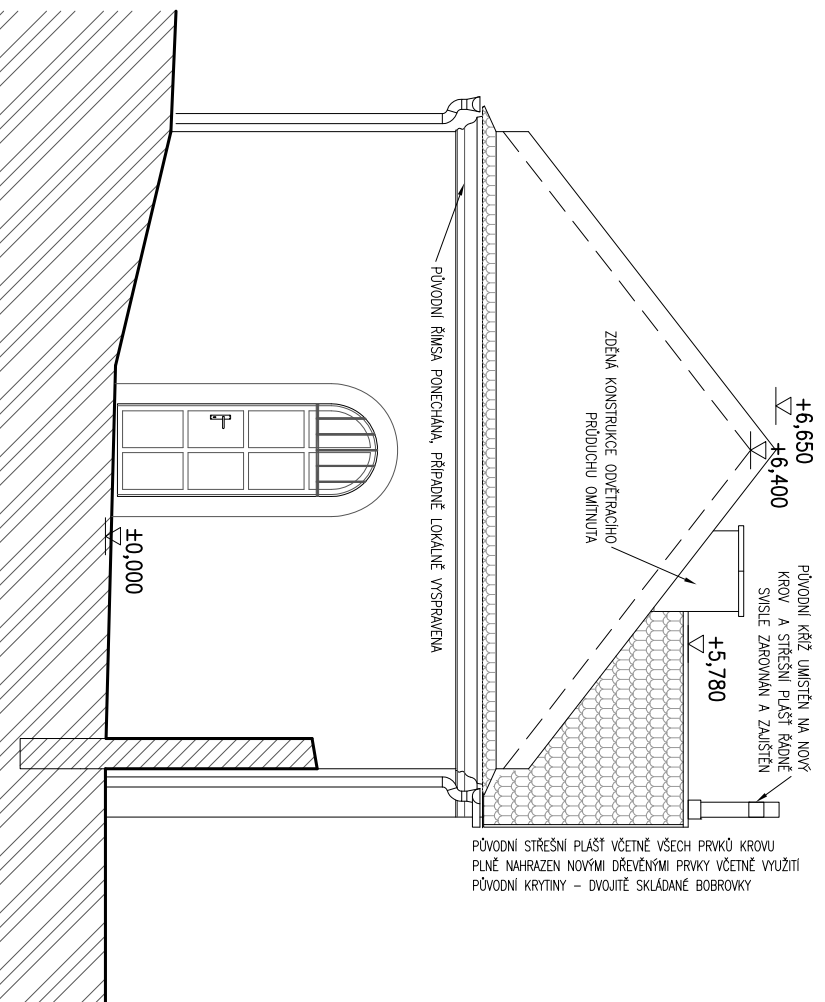 +6,650
+6,400
PŮVODNÍ KŘÍŽ UMÍSTĚN NA NOVÝ
KROV A STŘEŠNÍ PLÁŠŤ ŘÁDNĚ
SVISLE ZAROVNÁN A ZAJIŠTĚN
+5,780
ZDĚNÁ KONSTRUKCE ODVĚTRACÍHO
PRŮDUCHU OMÍTNUTA
PŮVODNÍ ŘÍMSA PONECHÁNA, PŘÍPADNĚ LOKÁLNĚ VYSPRAVENA
±0,000
PŮVODNÍ STŘEŠNÍ PLÁŠŤ VČETNĚ VŠECH PRVKŮ KROVU
PLNĚ NAHRAZEN NOVÝMI DŘEVĚNÝMI PRVKY VČETNĚ VYUŽITÍ
PŮVODNÍ KRYTINY – DVOJITĚ SKLÁDANÉ BOBROVKY